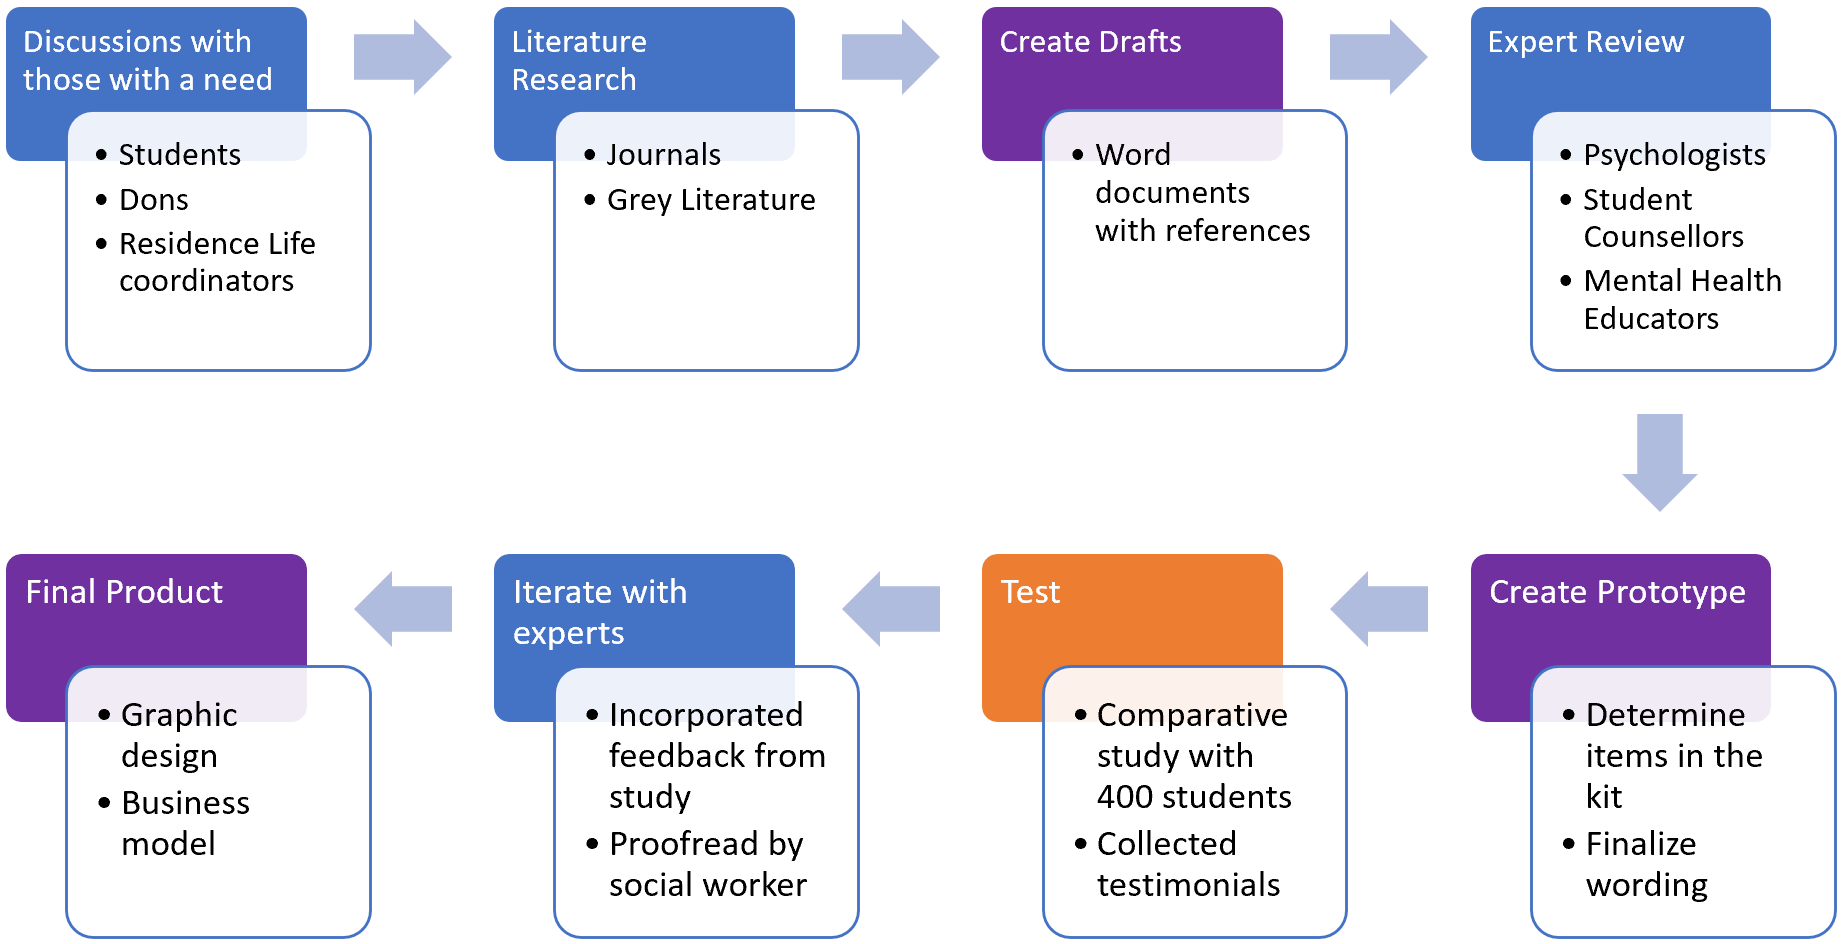 Discussions with
those with a need
• Students
• Dons
• Residence Life
coordinators
Literature
Research
• Journals
• Grey Literature
Create Drafts
• Word
documents
with references
Expert Review
• Psychologists
• Student
Counsellors
• Mental Health
Educators
Create Prototype
• Determine
items in the
kit
• Finalize
wording
Test
• Comparative
study with
400 students
• Collected
testimonials
Iterate with
experts
• Incorporated
feedback from
study
• Proofread by
social worker
Final Product
• Graphic
design
• Business
model